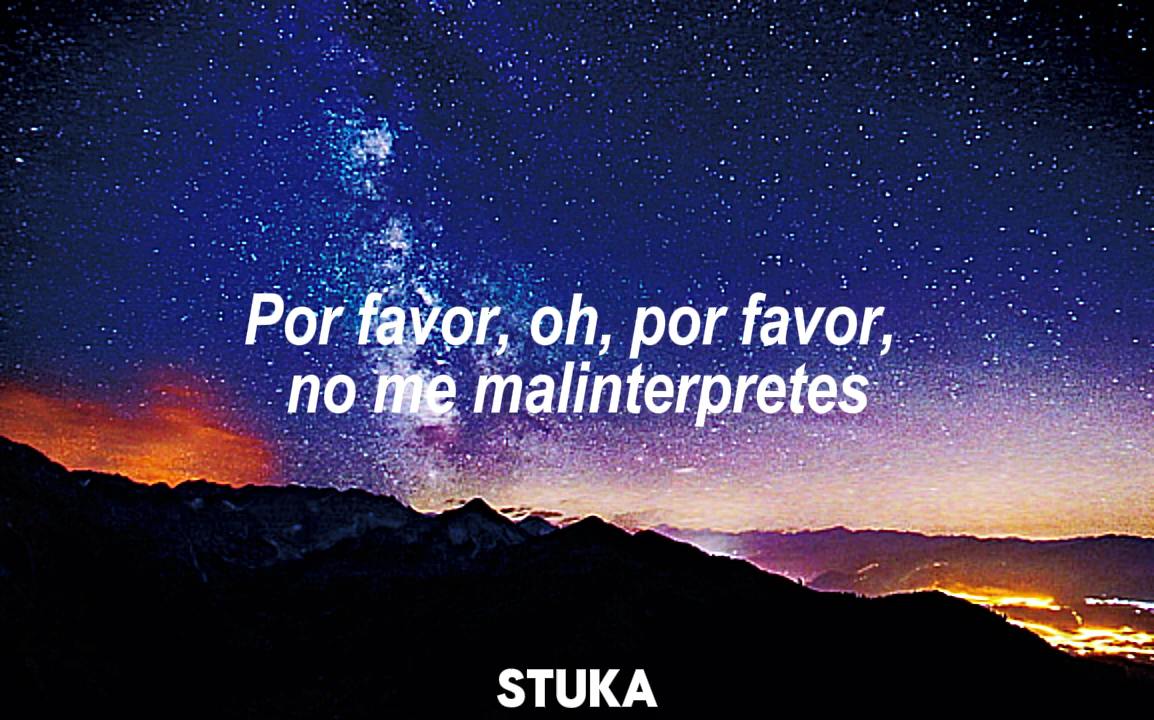 Por favor, oh, por favor,
no me malinterpretes
STUKA